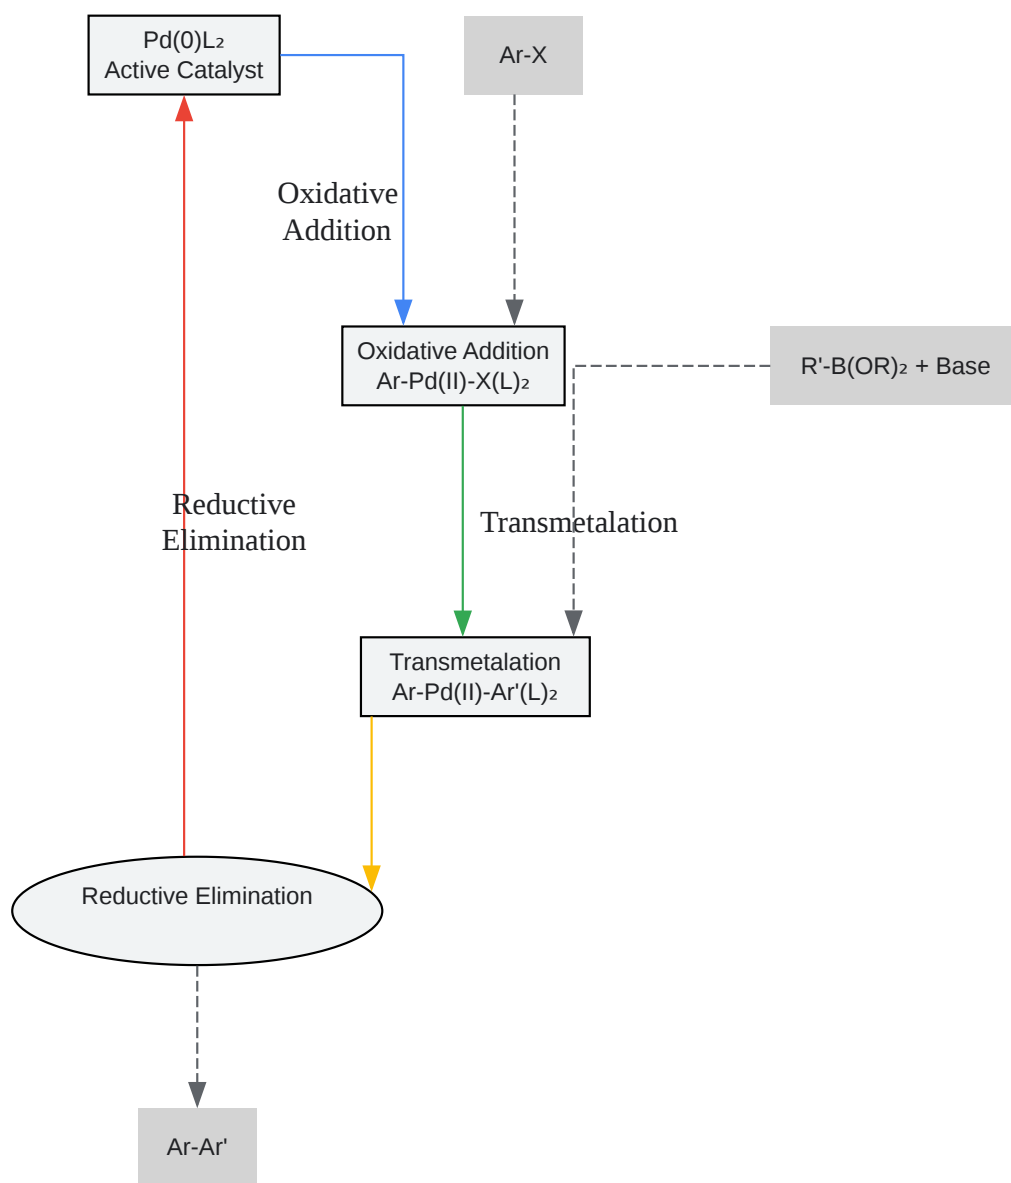 Pd(0)L₂
Active Catalyst
Ar-X
Oxidative
Addition
Oxidative Addition
Ar-Pd(II)-X(L)₂
R'-B(OR)₂ + Base
Reductive
Elimination
Transmetalation
Transmetalation
Ar-Pd(II)-Ar'(L)₂
Reductive Elimination
Ar-Ar'